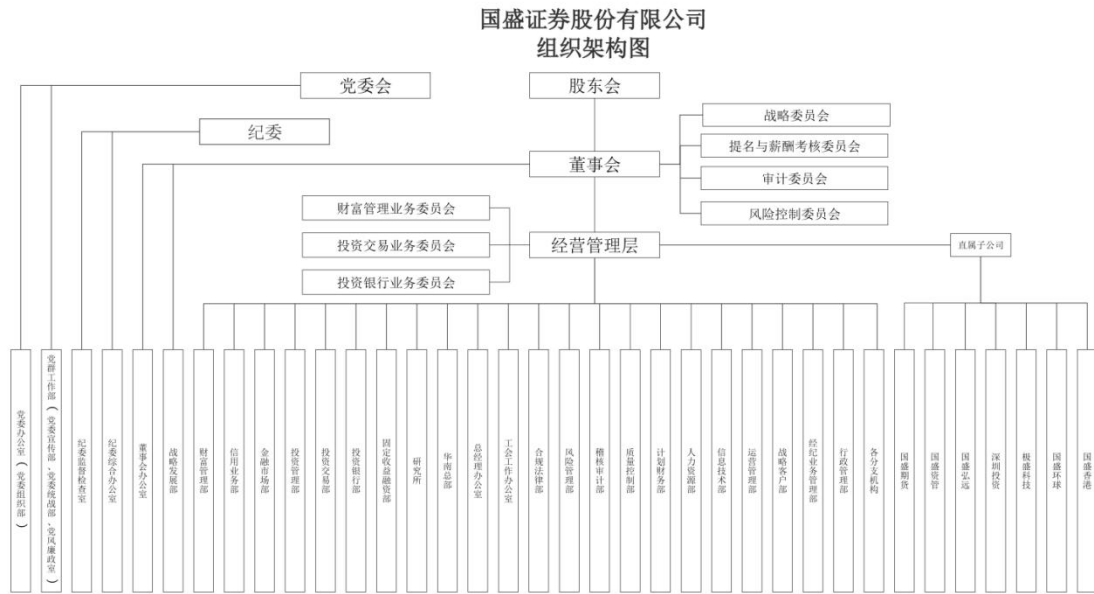 国盛证券股份有限公司
组织架构图
党委会
股东会
纪委
战略委员会
提名与薪酬考核委员会
董事会
审计委员会
风险控制委员会
财富管理业务委员会
投资交易业务委员会
经营管理层
直属子公司
投资银行业务委员会
党委办公室（党委组织部）
党群工作部（党委宣传部、党委统战部、党风廉政室）
纪委监督检查室
纪委综合办公室
董事会办公室
战略发展部
财富管理部
信用业务部
金融市场部
投资管理部
投资交易部
投资银行部
固定收益融资部
研究所
华南总部
总经理办公室
工会工作办公室
合规法律部
风险管理部
稽核审计部
质量控制部
计划财务部
人力资源部
信息技术部
运营管理部
战略客户部
经纪业务管理部
行政管理部
各分支机构
国盛期货
国盛资管
国盛弘远
深圳投资
极盛科技
国盛环球
国盛香港